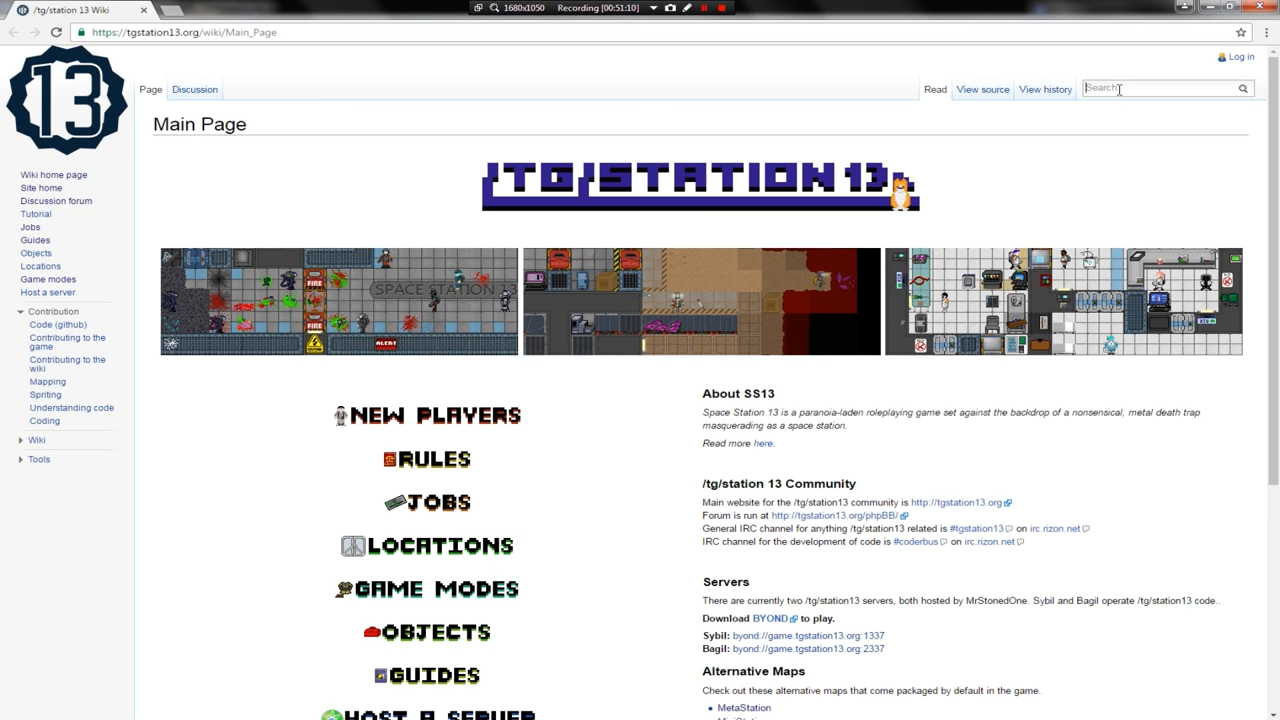 /tg/station 13 Wiki
1680x1050
Recording [00:51:10]
https://tgstation13.org/wiki/Main_Page
Log in
13
Page
Discussion
Read
View source
View history
Search
Main Page
/TG/STATION 13
Wiki home page
Site home
Discussion forum
Tutorial
Jobs
Guides
Objects
Locations
Game modes
Host a server
Contribution
Code (github)
Contributing to the
game
Contributing to the
wiki
Mapping
Spriting
Understanding code
Coding
Wiki
Tools
FIRE
SPACE STATION
FIRE
ALERT
NEW PLAYERS
RULES
JOBS
LOCATIONS
GAME MODES
OBJECTS
GUIDES
HOST A SERVER
About SS13
Space Station 13 is a paranoia-laden roleplaying game set against the backdrop of a nonsensical, metal death trap
masquerading as a space station.
Read more here.
/tg/station 13 Community
Main website for the /tg/station13 community is http://tgstation13.org
Forum is run at http://tgstation13.org/phpBB/
General IRC channel for anything /tg/station13 related is #tgstation13 on irc.rizon.net
IRC channel for the development of code is #coderbus on irc.rizon.net
Servers
There are currently two /tg/station13 servers, both hosted by MrStonedOne. Sybil and Bagil operate /tg/station13 code..
Download BYOND to play.
Sybil: byond://game.tgstation13.org:1337
Bagil: byond://game.tgstation13.org:2337
Alternative Maps
Check out these alternative maps that come packaged by default in the game.
MetaStation